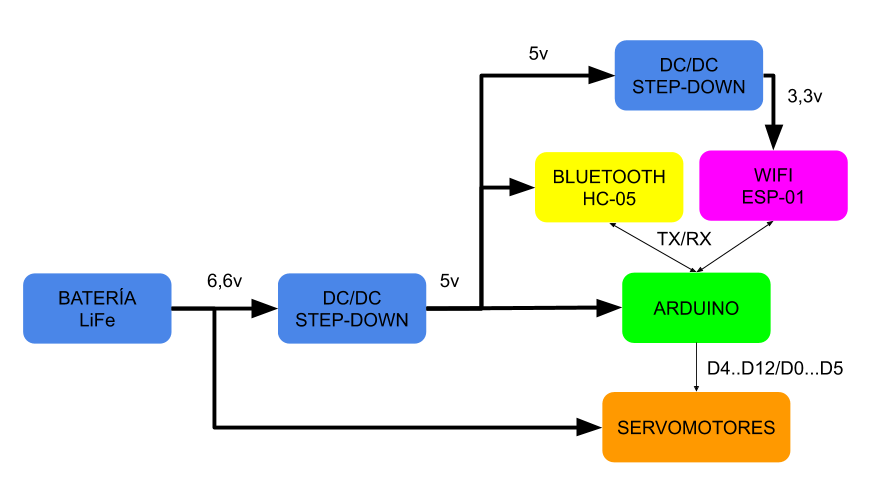 5v
DC/DC
STEP-DOWN
3,3v
BLUETOOTH
HC-05
WIFI
ESP-01
TX/RX
BATERÍA
LiFe
6,6v
DC/DC
STEP-DOWN
5v
ARDUINO
D4..D12/D0...D5
SERVOMOTORES